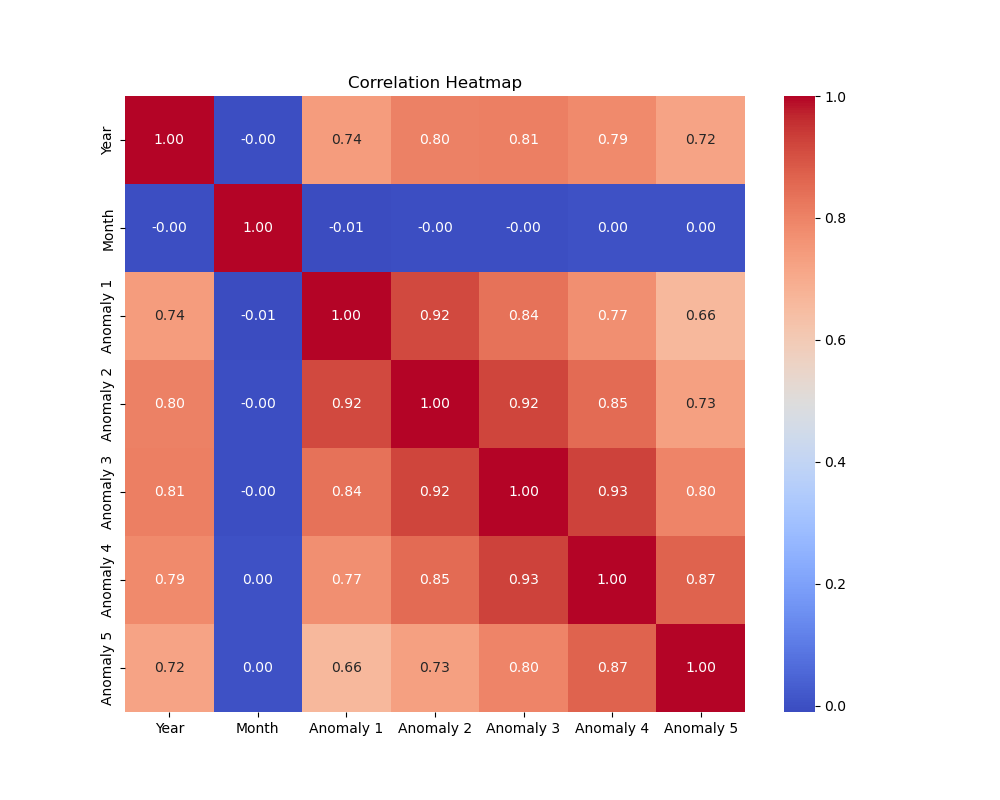 Correlation Heatmap
Year 1.00 -0.00 0.74 0.80 0.81 0.79 0.72
Month -0.00 1.00 -0.01 -0.00 -0.00 0.00 0.00
Anomaly 1 0.74 -0.01 1.00 0.92 0.84 0.77 0.66
Anomaly 2 0.80 -0.00 0.92 1.00 0.92 0.85 0.73
Anomaly 3 0.81 -0.00 0.84 0.92 1.00 0.93 0.80
Anomaly 4 0.79 0.00 0.77 0.85 0.93 1.00 0.87
Anomaly 5 0.72 0.00 0.66 0.73 0.80 0.87 1.00
Year Month Anomaly 1 Anomaly 2 Anomaly 3 Anomaly 4 Anomaly 5
1.0
0.8
0.6
0.4
0.2
0.0